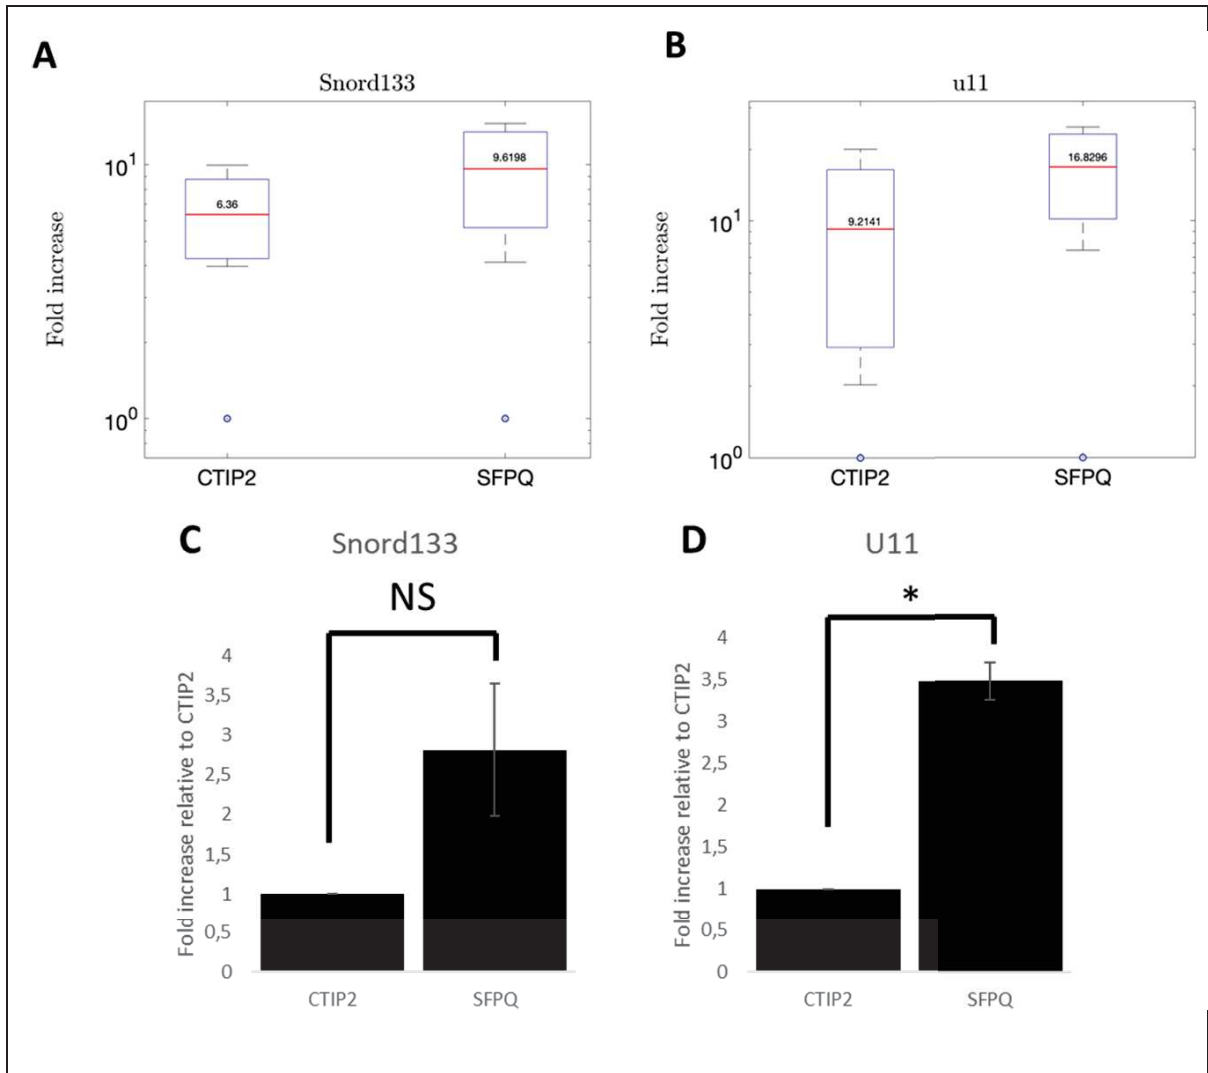 A
Snord133
Fold increase
10^1
10^0
6.36
9.6198
CTIP2
SFPQ
B
u11
Fold increase
10^1
10^0
9.2141
16.8296
CTIP2
SFPQ
C
Snord133
NS
Fold increase relative to CTIP2
4
3,5
3
2,5
2
1,5
1
0,5
0
CTIP2
SFPQ
D
U11
*
Fold increase relative to CTIP2
4
3,5
3
2,5
2
1,5
1
0,5
0
CTIP2
SFPQ